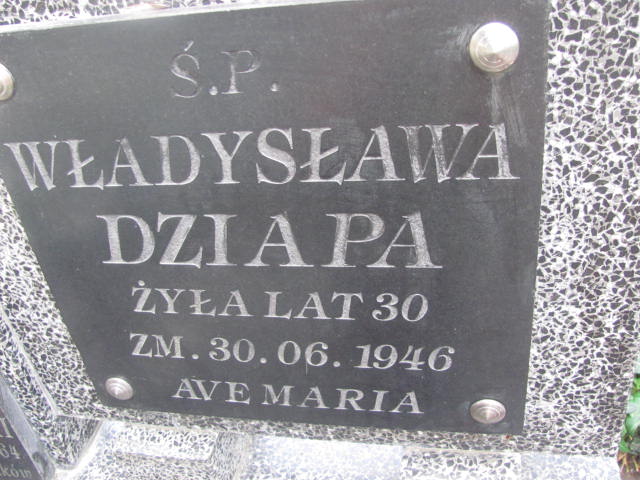 Ś.P.
WŁADYSŁAWA
DZIAPA
ŻYŁA LAT 30
ZM. 30. 06. 1946
AVE MARIA